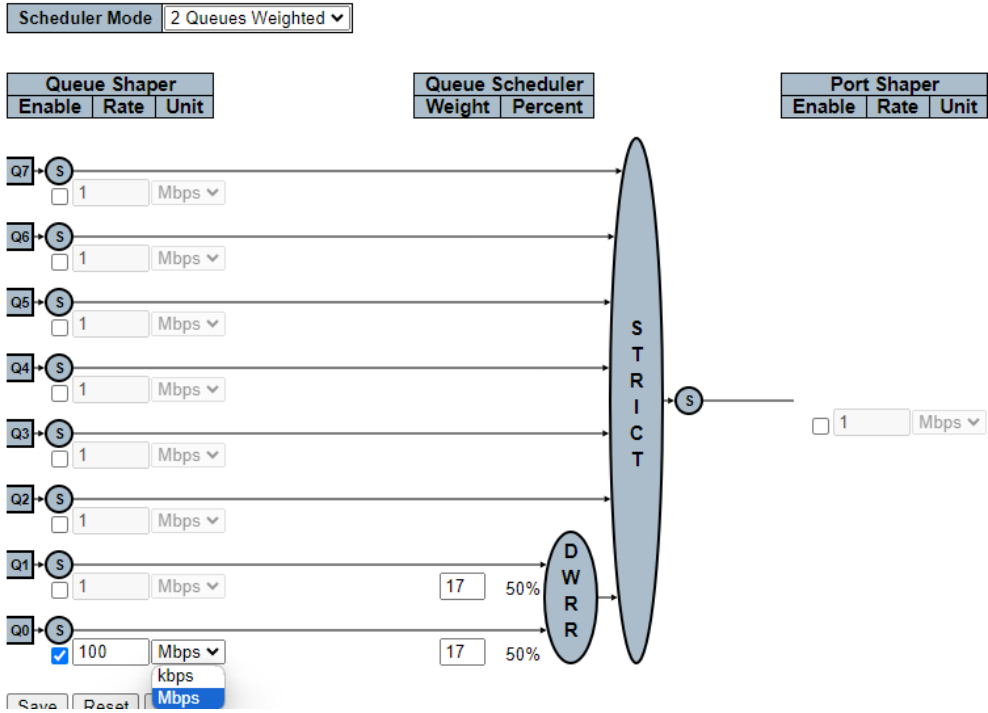 Scheduler Mode 2 Queues Weighted
Queue Shaper Queue Scheduler Port Shaper
Enable Rate Unit Weight Percent Enable Rate Unit
Q7 S
1 Mbps
Q6 S
1 Mbps
Q5 S
1 Mbps
Q4 S
1 Mbps
Q3 S
1 Mbps
Q2 S
1 Mbps
Q1 S
1 Mbps 17 50%
Q0 S
100 Mbps 17 50%
kbps
Mbps
Save Reset
DWRR
STRICT
S
1 Mbps